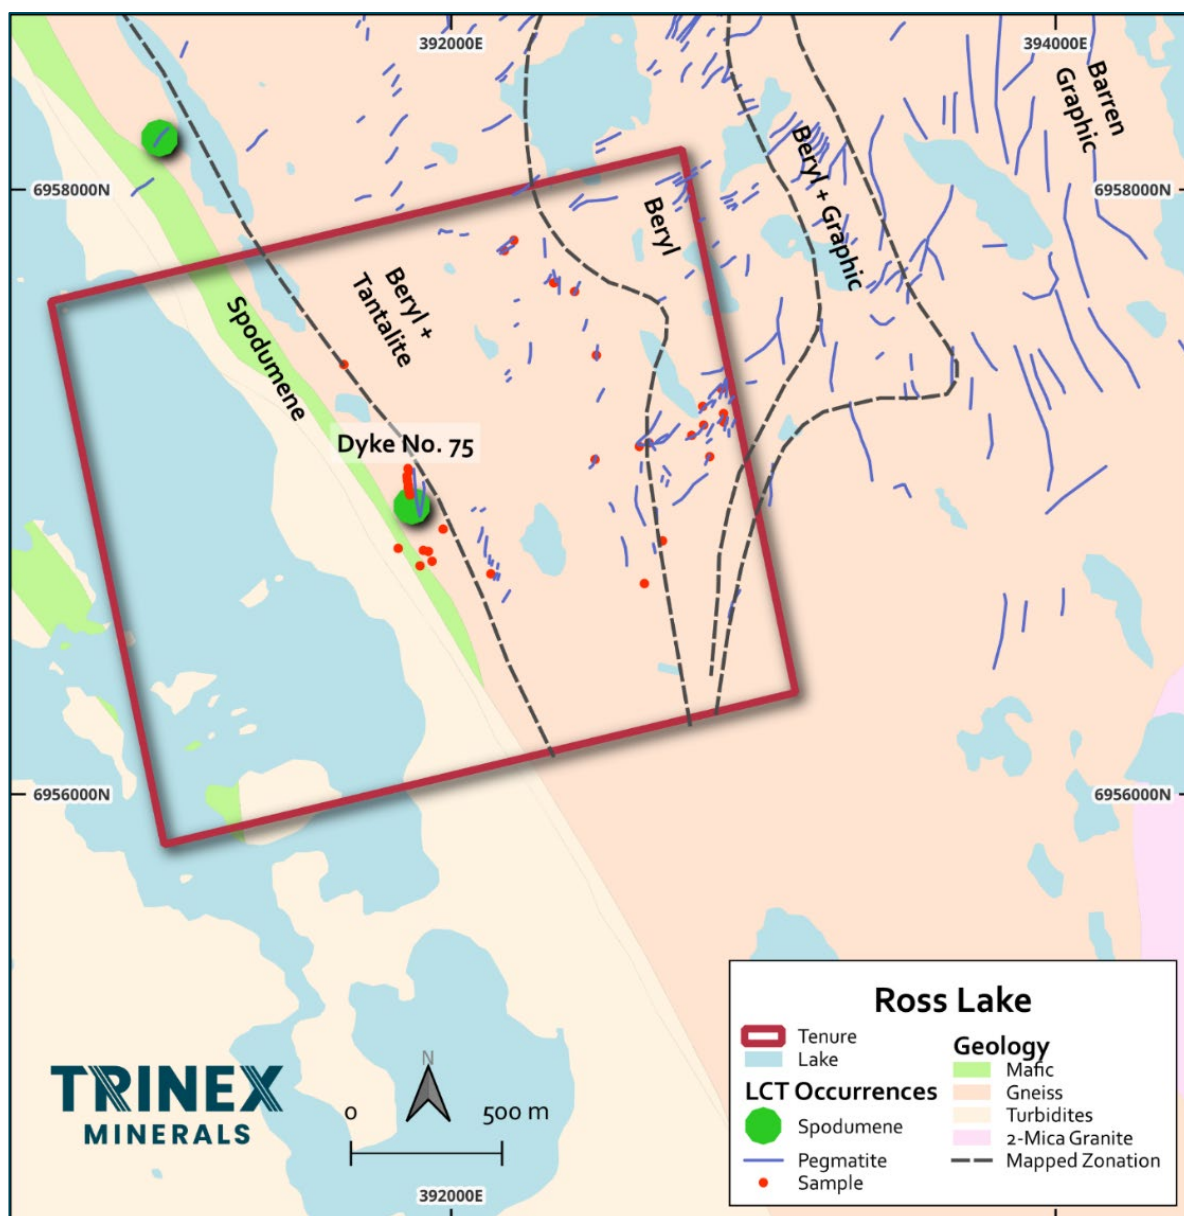 392000E
394000E
Barren
Graphic
Beryl + Graphic
6958000N
6958000N
Beryl
Beryl +
Tantalite
Spodumene
Dyke No. 75
6956000N
6956000N
Ross Lake
Tenure
Lake
LCT Occurrences
Spodumene
Pegmatite
Sample
Geology
Mafic
Gneiss
Turbidites
2-Mica Granite
Mapped Zonation
TRINEX
MINERALS
N
0 500 m
392000E